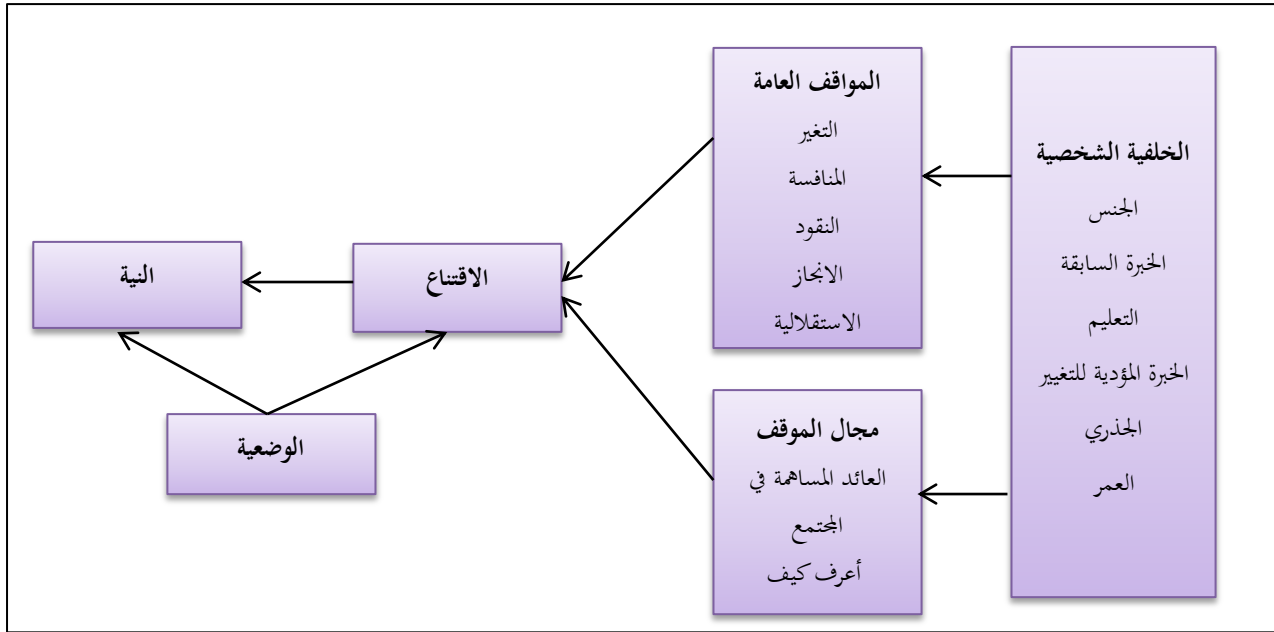 الخلفية الشخصية
الجنس
الخبرة السابقة
التعليم
الخبرة المؤدية للتغيير
الجذري
العمر
المواقف العامة
التغير
المنافسة
النقود
الانجاز
الاستقلالية
مجال الموقف
العائد المساهمة في
المجتمع
أعرف كيف
الاقتناع
النية
الوضعية